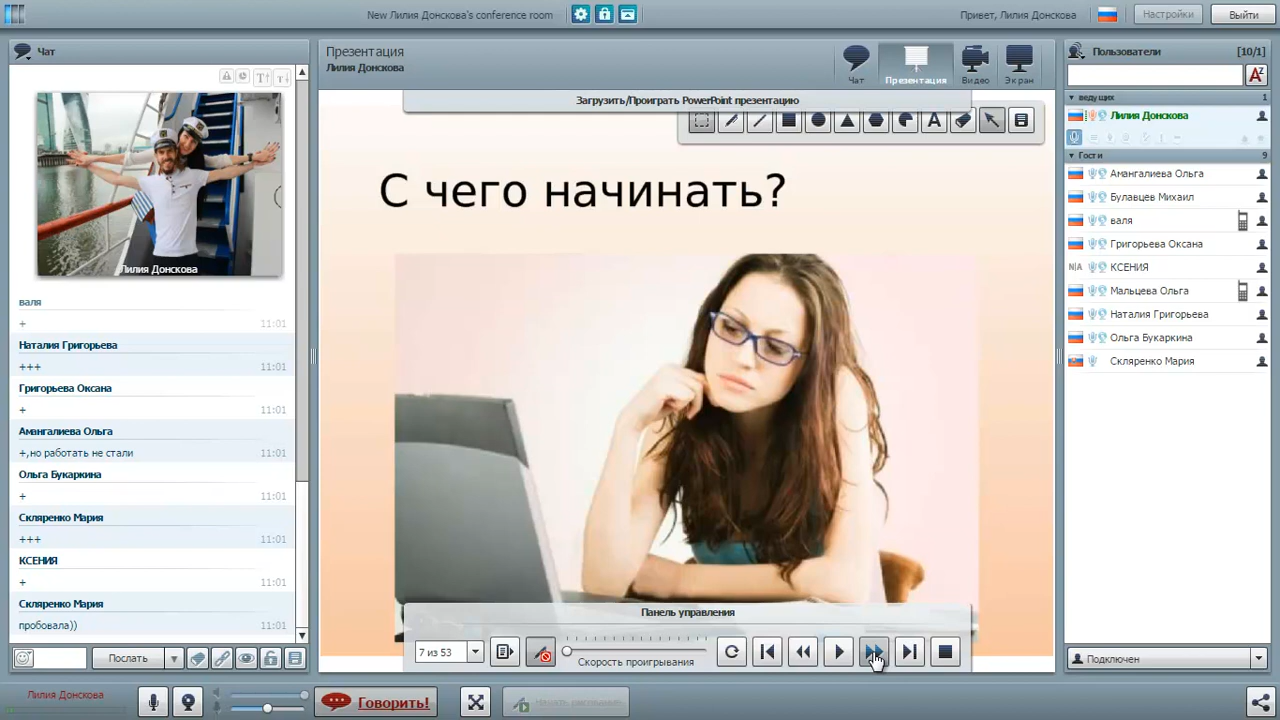 New Лилия Донскова's conference room
Привет, Лилия Донскова
Настройки
Выйти
Чат
Лилия Донскова
валя
+
11:01
Наталия Григорьева
+++
11:01
Григорьева Оксана
+
11:01
Амангалиева Ольга
+,но работать не стали
11:01
Ольга Букаркина
+
11:01
Скляренко Мария
+++
11:01
КСЕНИЯ
+
11:01
Скляренко Мария
пробовала))
11:01
Послать
Презентация
Лилия Донскова
Чат
Презентация
Видео
Экран
Загрузить/Проиграть PowerPoint презентацию
A
С чего начинать?
Панель управления
7 из 53
Скорость проигрывания
Пользователи
[10/1]
ведущих
1
Лилия Донскова
Гости
9
Амангалиева Ольга
Булавцев Михаил
валя
Григорьева Оксана
N/A КСЕНИЯ
Мальцева Ольга
Наталия Григорьева
Ольга Букаркина
Скляренко Мария
Подключен
Лилия Донскова
Говорить!